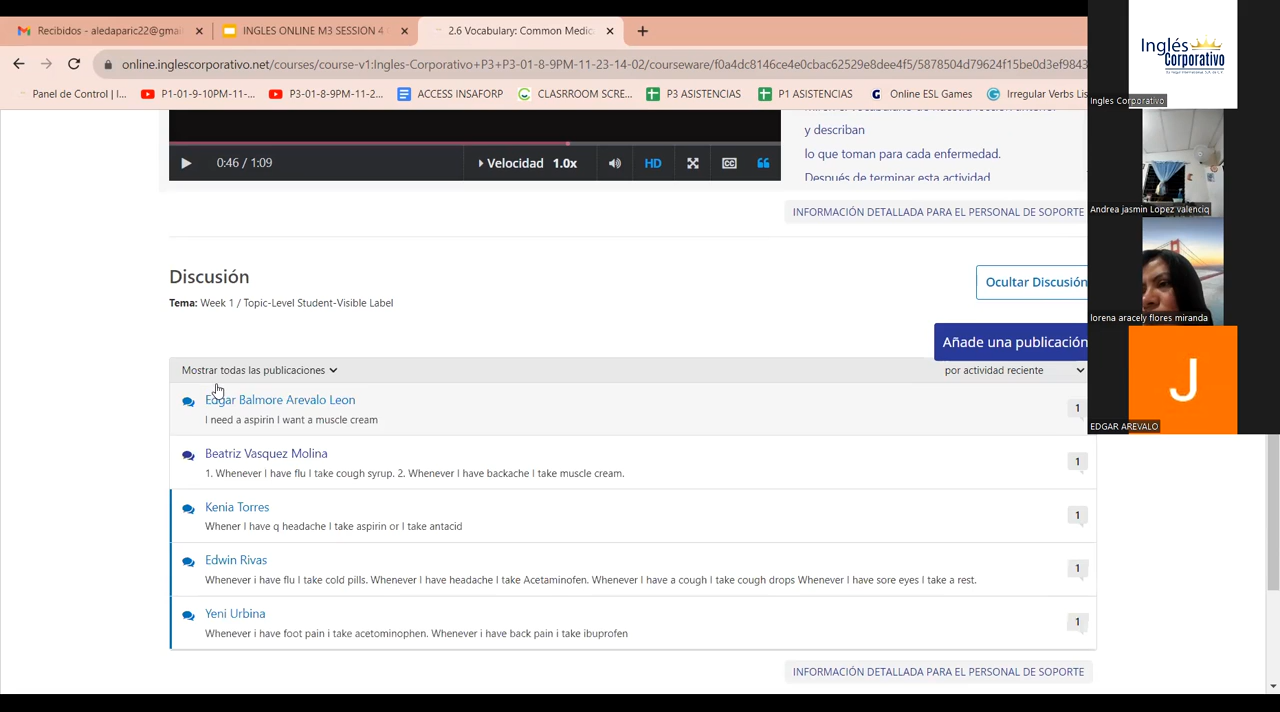 Recibidos - aledaparic22@gmai
INGLES ONLINE M3 SESSION 4
2.6 Vocabulary: Common Medic
online.inglescorporativo.net/courses/course-v1:Ingles-Corporativo+P3+P3-01-8-9PM-11-23-14-02/courseware/f0a4dc8146ce4e0cbac62529e8dee4f5/5878504d79624f15be0d3ef983
Panel de Control | I...
P1-01-9-10PM-11-...
P3-01-8-9PM-11-2...
ACCESS INSAFORP
CLASRROOM SCRE...
P3 ASISTENCIAS
P1 ASISTENCIAS
Online ESL Games
Irregular Verbs Lis
y describan
lo que toman para cada enfermedad.
Después de terminar esta actividad
0:46 / 1:09
Velocidad 1.0x
HD
CC
INFORMACIÓN DETALLADA PARA EL PERSONAL DE SOPORTE
Discusión
Ocultar Discusión
Tema: Week 1 / Topic-Level Student-Visible Label
Añade una publicación
Mostrar todas las publicaciones
por actividad reciente
Edgar Balmore Arevalo Leon
I need a aspirin I want a muscle cream
1
Beatriz Vasquez Molina
1. Whenever I have flu I take cough syrup. 2. Whenever I have backache I take muscle cream.
1
Kenia Torres
Whener I have q headache I take aspirin or I take antacid
1
Edwin Rivas
Whenever i have flu I take cold pills. Whenever I have headache I take Acetaminofen. Whenever I have a cough I take cough drops Whenever I have sore eyes I take a rest.
1
Yeni Urbina
Whenever i have foot pain i take acetominophen. Whenever i have back pain i take ibuprofen
1
INFORMACIÓN DETALLADA PARA EL PERSONAL DE SOPORTE
Inglés
Corporativo
Ingles Corporativo
Andrea jasmin Lopez valenciq
lorena aracely flores miranda
J
EDGAR AREVALO